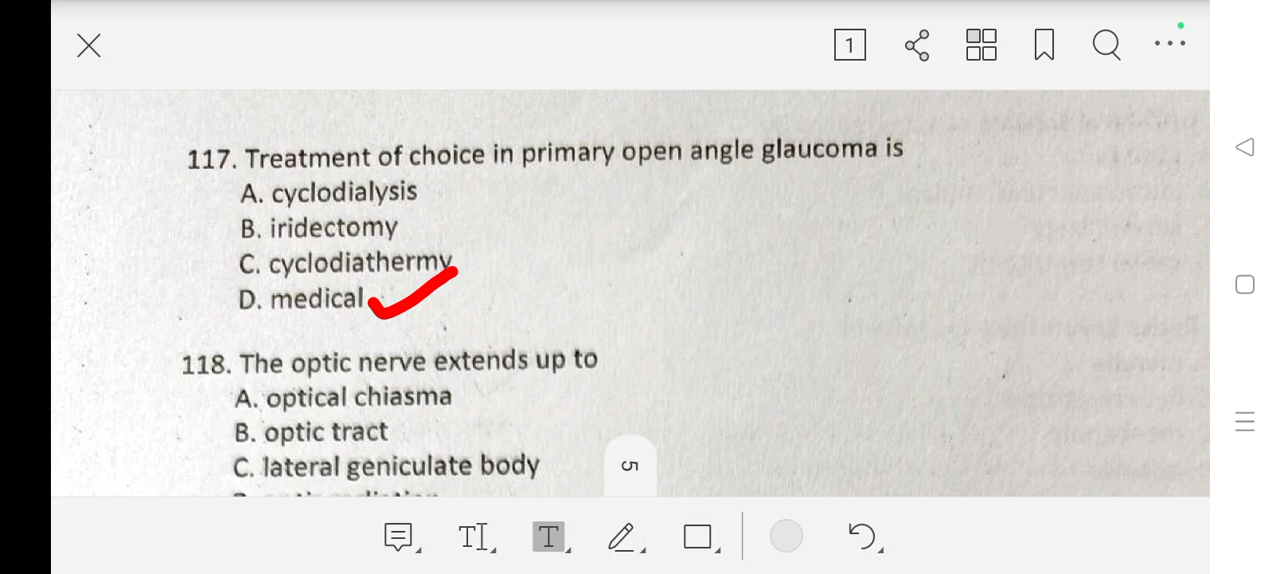 1
117. Treatment of choice in primary open angle glaucoma is
A. cyclodialysis
B. iridectomy
C. cyclodiathermy
D. medical
118. The optic nerve extends up to
A. optical chiasma
B. optic tract
C. lateral geniculate body
5